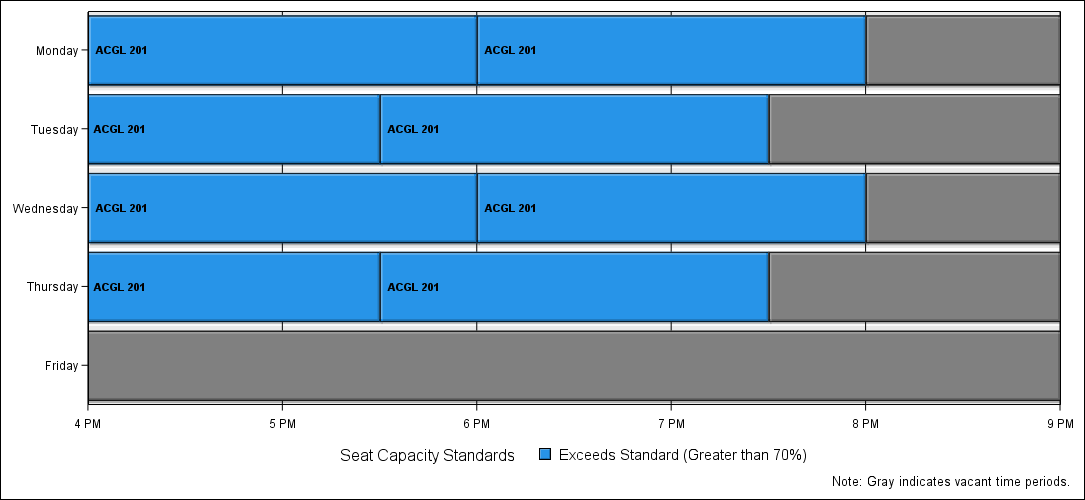 Monday ACGL 201 ACGL 201
Tuesday ACGL 201 ACGL 201
Wednesday ACGL 201 ACGL 201
Thursday ACGL 201 ACGL 201
Friday
4 PM 5 PM 6 PM 7 PM 8 PM 9 PM
Seat Capacity Standards Exceeds Standard (Greater than 70%)
Note: Gray indicates vacant time periods.